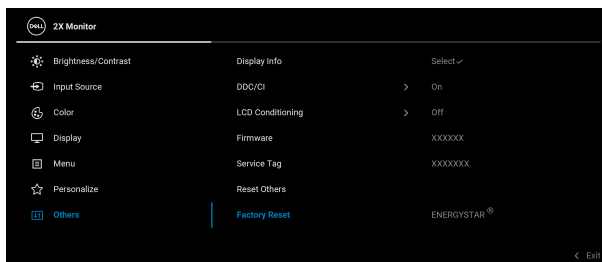 DELL 2X Monitor
Brightness/Contrast Display Info Select✓
Input Source DDC/CI > On
Color LCD Conditioning > Off
Display Firmware XXXXXX
Menu Service Tag XXXXXXX
Personalize Reset Others
Others Factory Reset ENERGYSTAR ®
< Exit